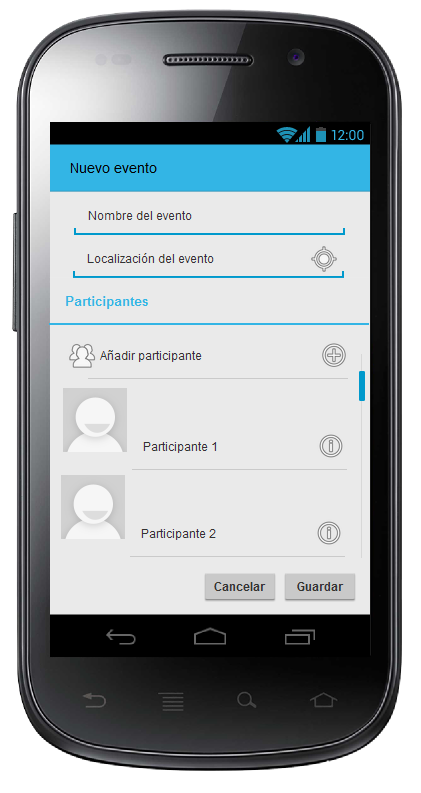 12:00
Nuevo evento
Nombre del evento
Localización del evento
Participantes
Añadir participante
Participante 1
Participante 2
Cancelar Guardar